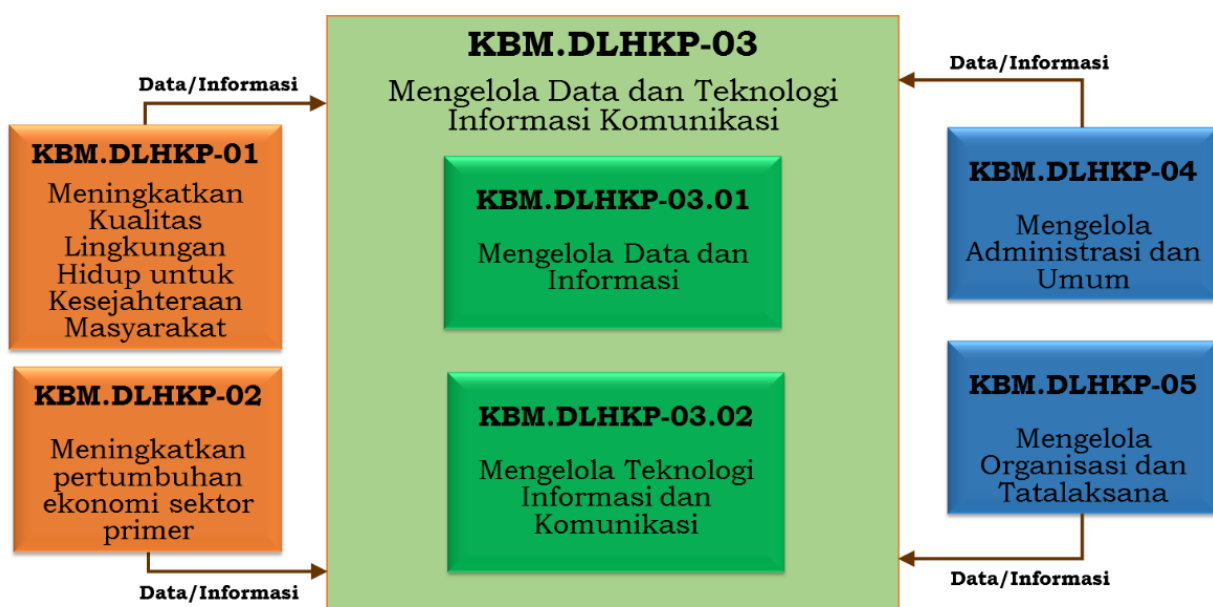 KBM.DLHKP-03
Mengelola Data dan Teknologi
Informasi Komunikasi
Data/Informasi
KBM.DLHKP-01
Meningkatkan
Kualitas
Lingkungan
Hidup untuk
Kesejahteraan
Masyarakat
KBM.DLHKP-02
Meningkatkan
pertumbuhan
ekonomi sektor
primer
Data/Informasi
KBM.DLHKP-03.01
Mengelola Data dan
Informasi
KBM.DLHKP-03.02
Mengelola Teknologi
Informasi dan
Komunikasi
Data/Informasi
KBM.DLHKP-04
Mengelola
Administrasi dan
Umum
KBM.DLHKP-05
Mengelola
Organisasi dan
Tatalaksana
Data/Informasi